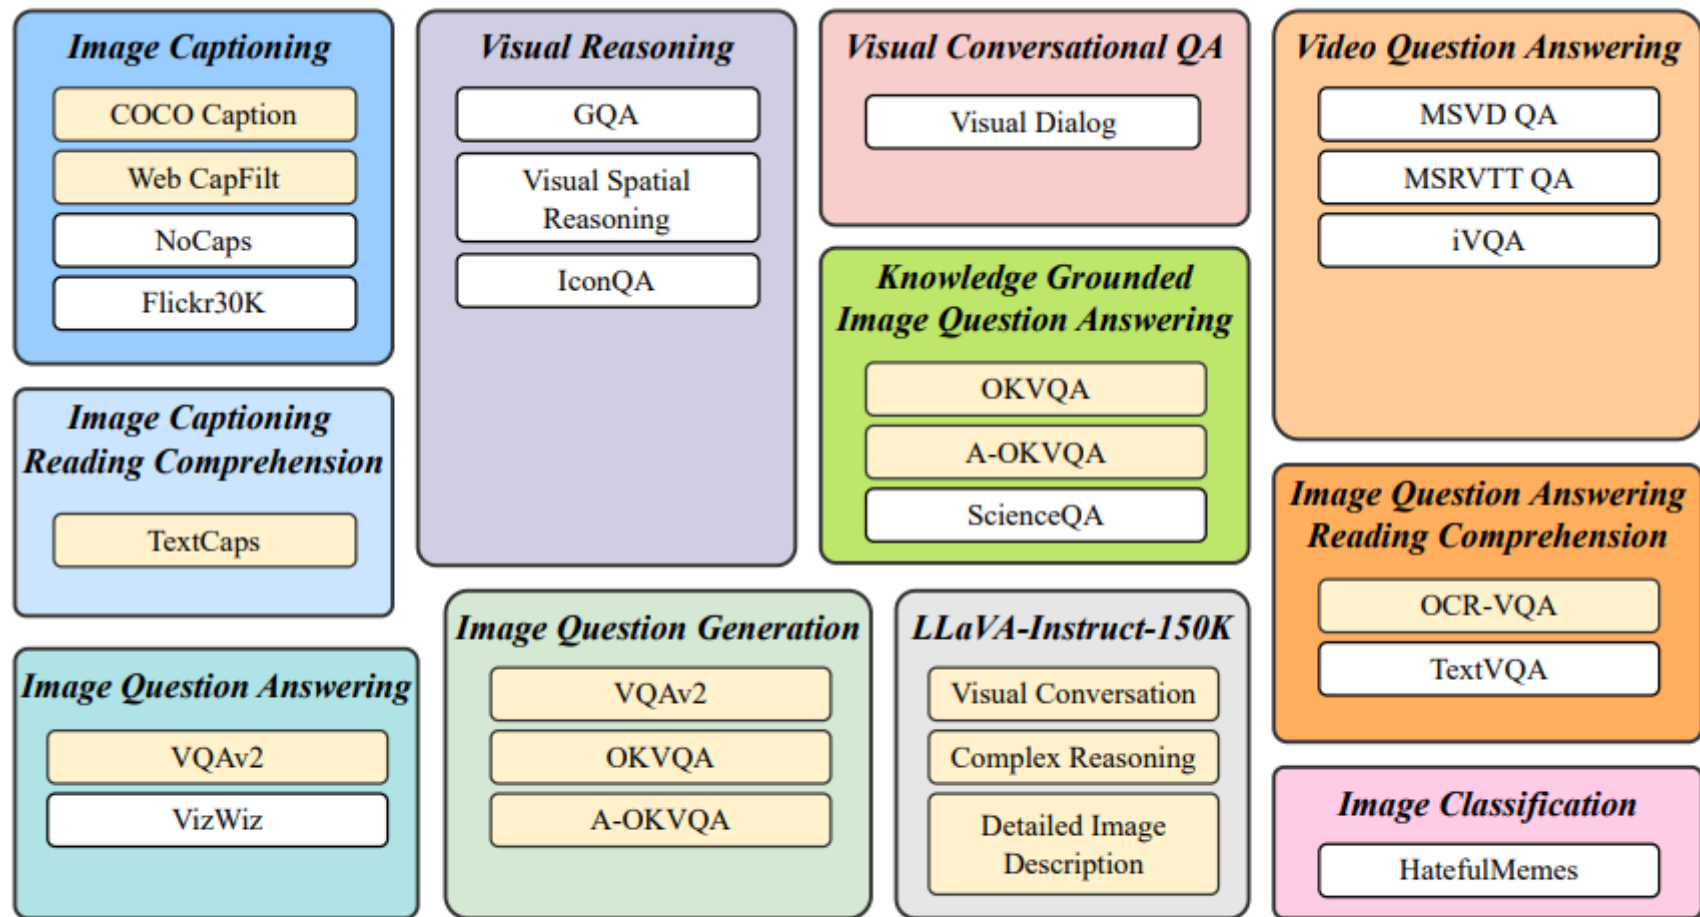 Image Captioning
COCO Caption
Web CapFilt
NoCaps
Flickr30K
Image Captioning
Reading Comprehension
TextCaps
Image Question Answering
VQAv2
VizWiz
Visual Reasoning
GQA
Visual Spatial
Reasoning
IconQA
Image Question Generation
VQAv2
OKVQA
A-OKVQA
Visual Conversational QA
Visual Dialog
Knowledge Grounded
Image Question Answering
OKVQA
A-OKVQA
ScienceQA
LLaVA-Instruct-150K
Visual Conversation
Complex Reasoning
Detailed Image
Description
Video Question Answering
MSVD QA
MSRVTT QA
iVQA
Image Question Answering
Reading Comprehension
OCR-VQA
TextVQA
Image Classification
HatefulMemes